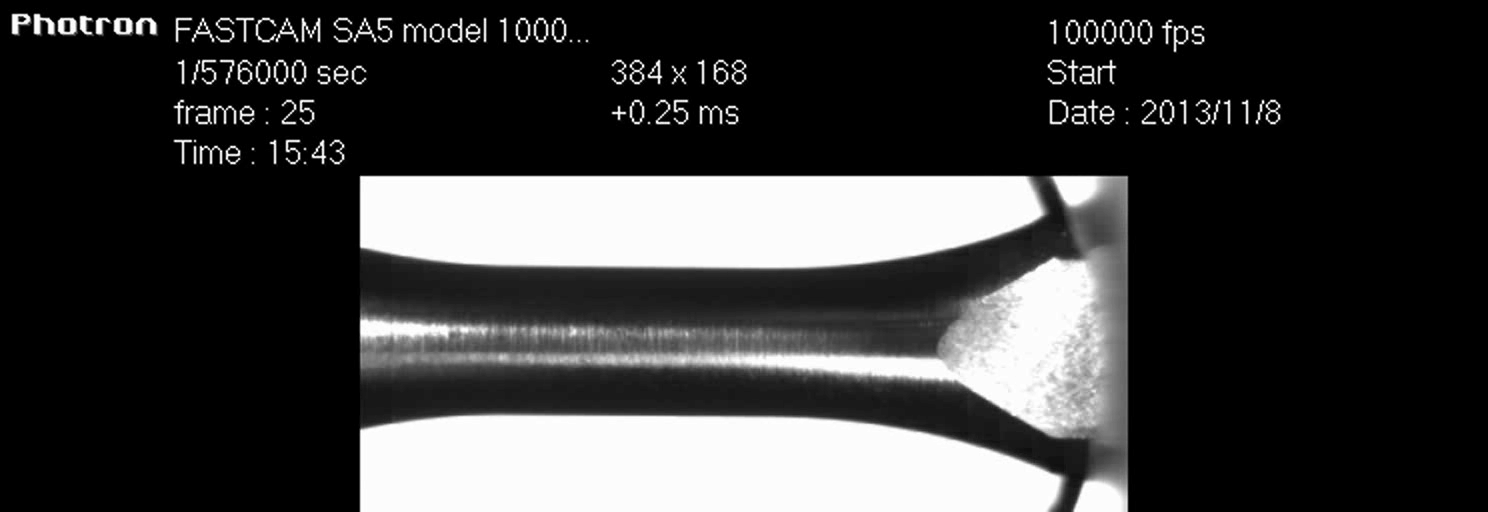 Photron FASTCAM SA5 model 1000... 100000 fps
1/576000 sec 384 x 168 Start
frame : 25 +0.25 ms Date : 2013/11/8
Time : 15:43